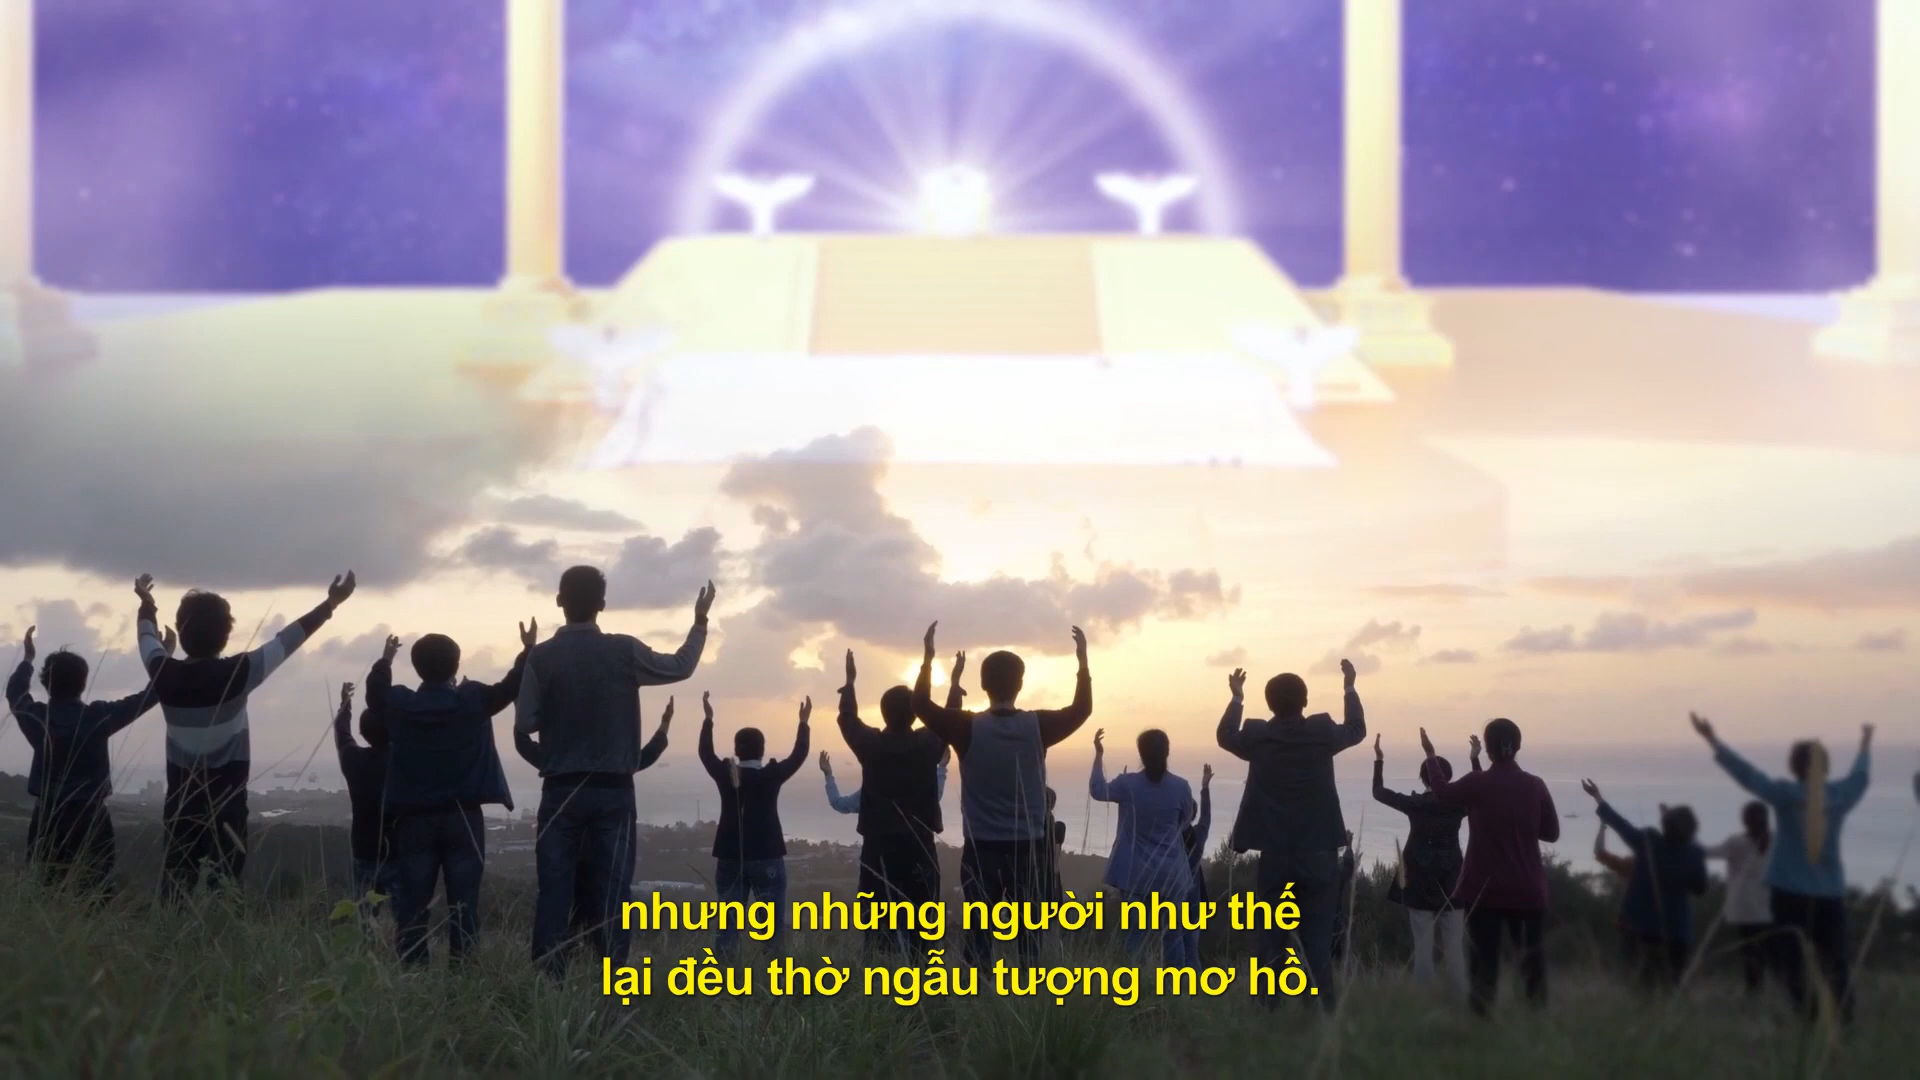 nhưng những người như thế
lại đều thờ ngẫu tượng mơ hồ.